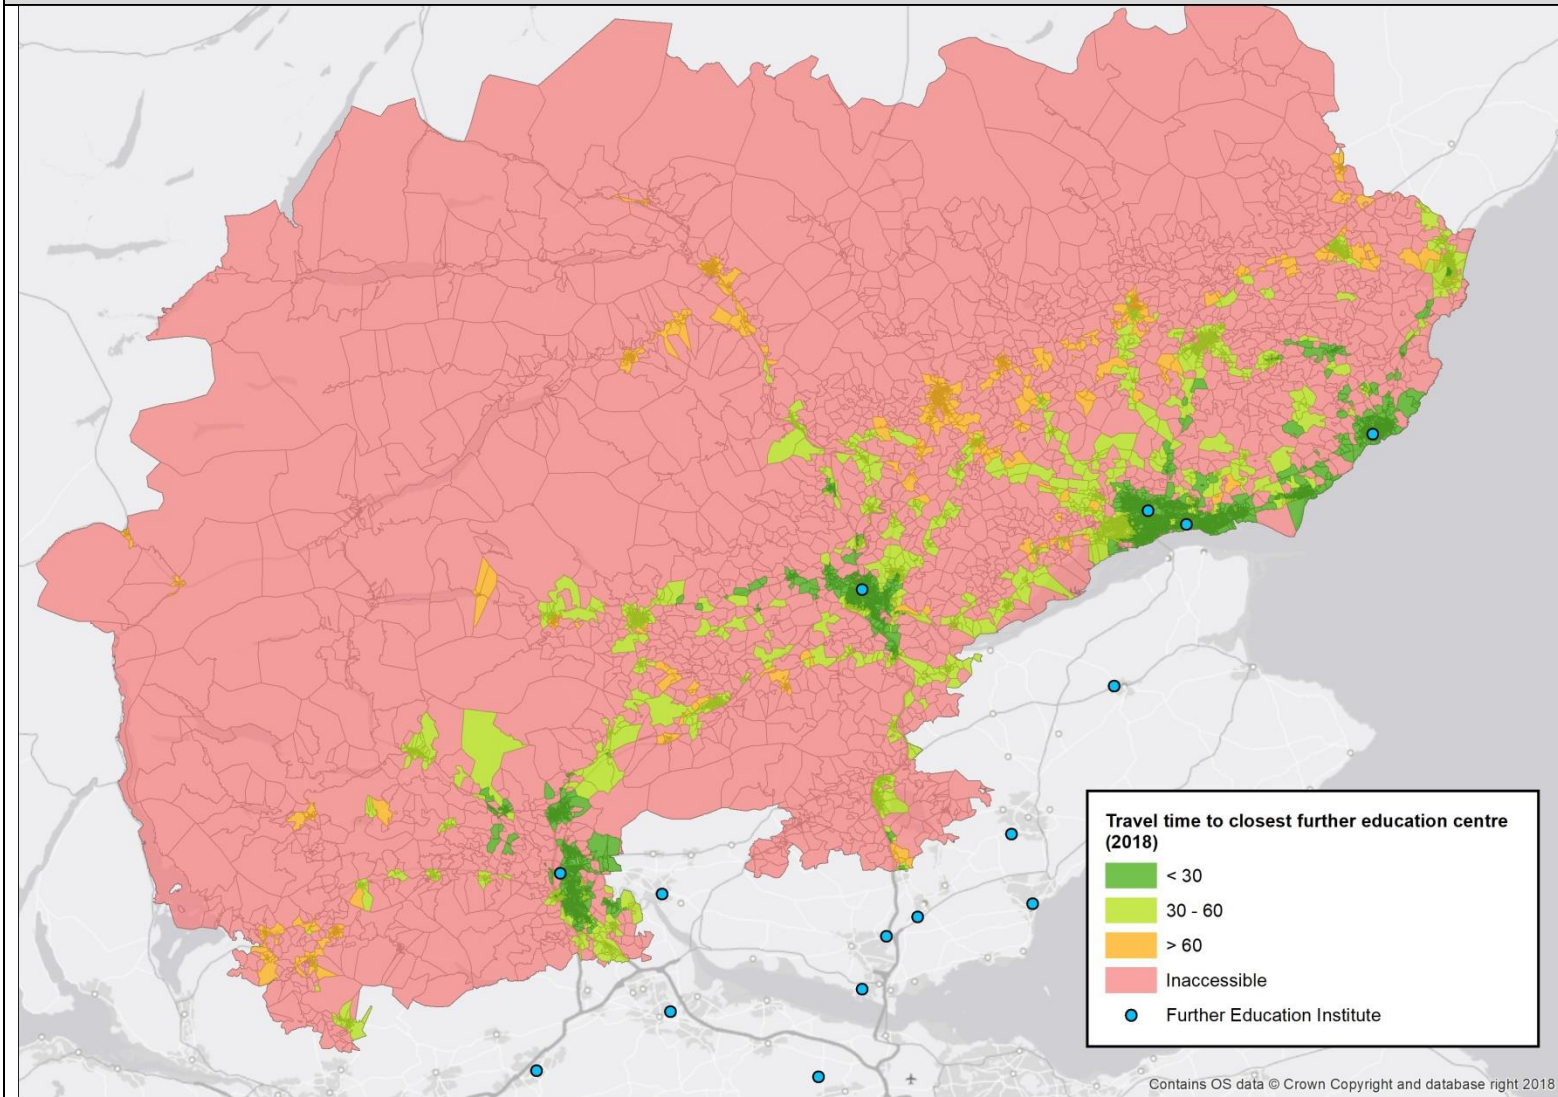 Travel time to closest further education centre
(2018)
< 30
30 - 60
> 60
Inaccessible
Further Education Institute
Contains OS data © Crown Copyright and database right 2018